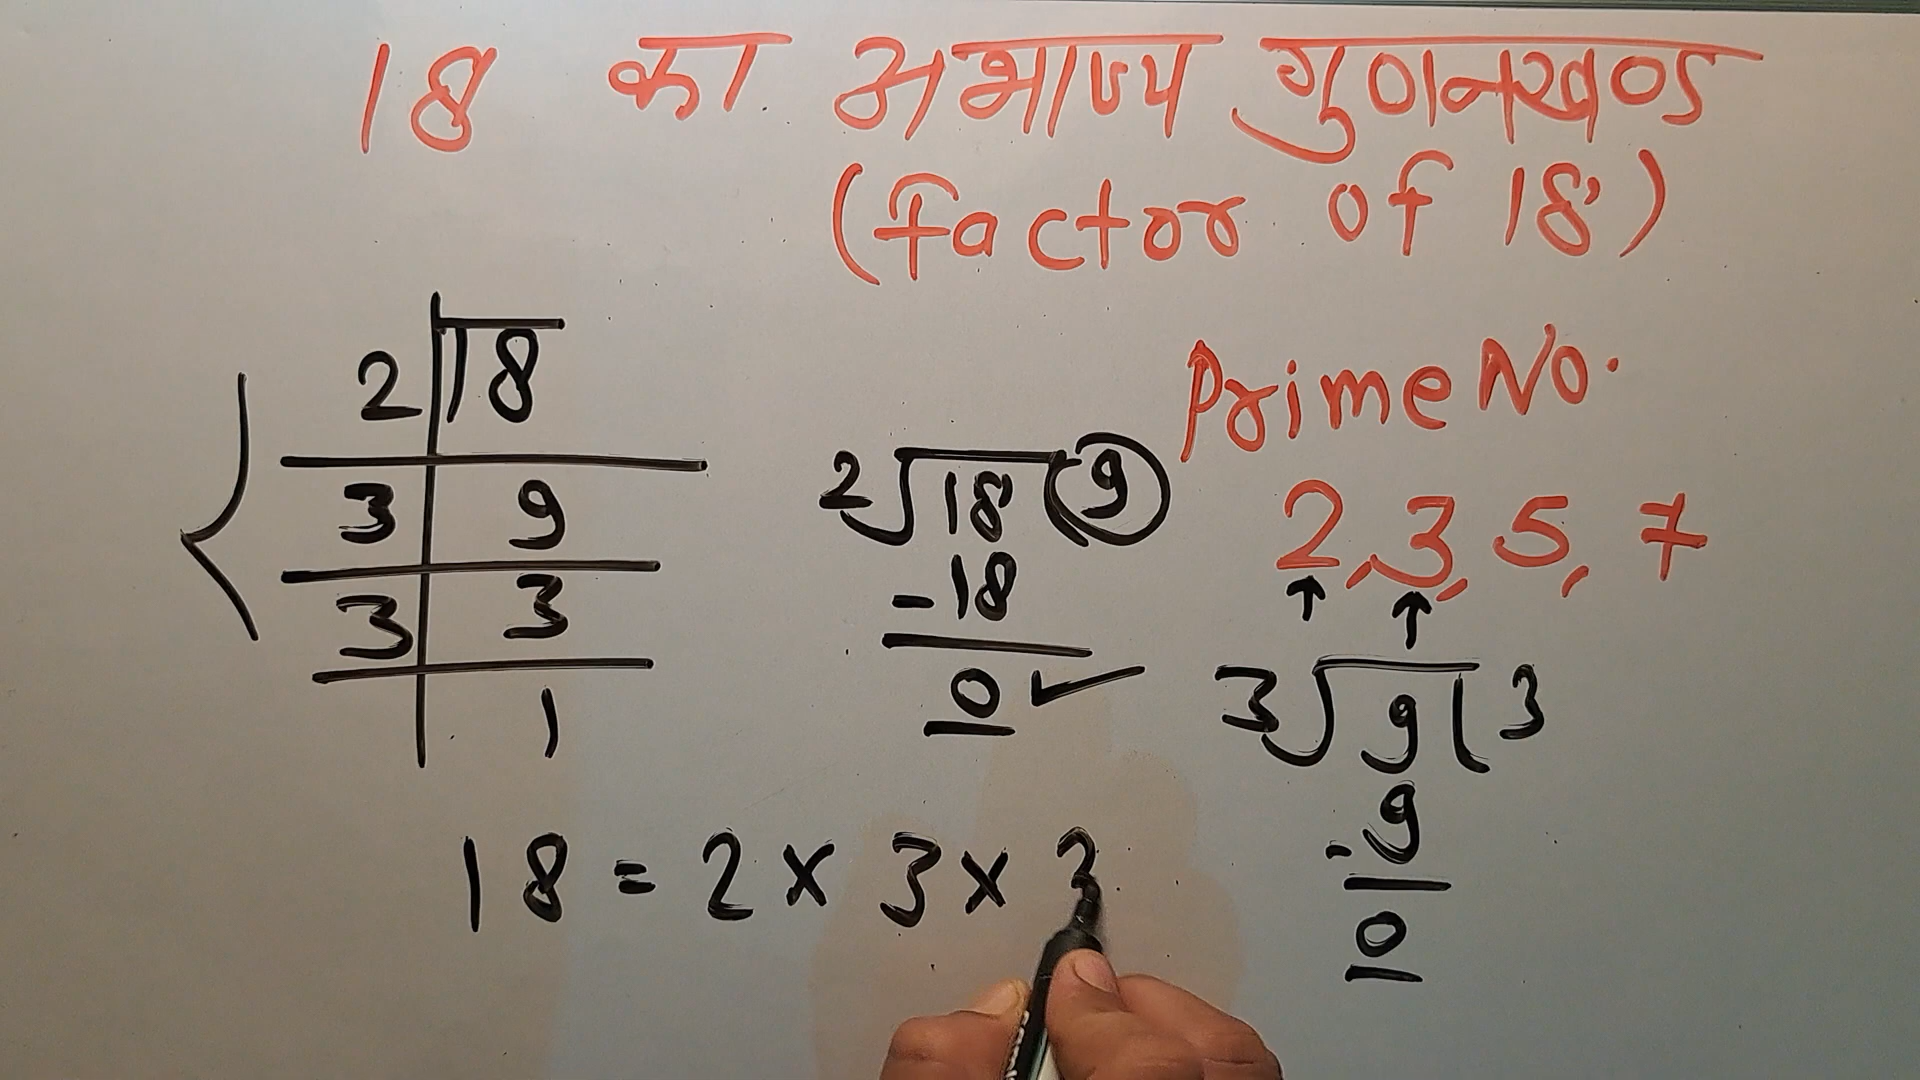 18 का अभाज्य गुणनखण्ड
(factor of 18)
2 18
3 9
3 3
1
2 18 9
-18
0 ✓
Prime No.
2, 3, 5, 7
↑ ↑
3 9 3
-9
0
18 = 2 × 3 × 3